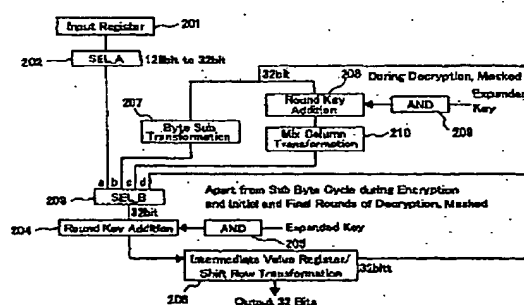 Input Register 201
202 SEL.A 128bit to 32bit
32bit 208 During Decryption, Masked
207 Round Key Addition AND Expanded Key
209
Byte Sub Transformation
Mix Column Transformation 210
a b c d
203 SEL.B
Apart from Sub Byte Cycle during Encryption
and Initial and Final Rounds of Decryption, Masked
32bit
204 Round Key Addition AND Expanded Key
205
Intermediate Value Register/
Shift Row Transformation 32bit
206
Output 32 Bits